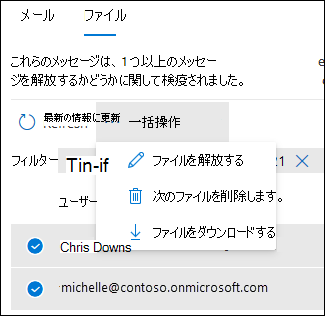 メール ファイル
これらのメッセージは、1つ以上のメッセー
ジを解放するかどうかに関して検疫されました。
最新の情報に更新 一括操作
フィルター Tin-if
ファイルを解放する
ユーザー 次のファイルを削除します。
ファイルをダウンロードする
Chris Downs
michelle@contoso.onmicrosoft.com